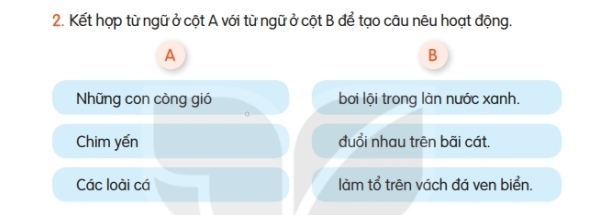 2. Kết hợp từ ngữ ở cột A với từ ngữ ở cột B để tạo câu nêu hoạt động.
A B
Những con còng gió bơi lội trong làn nước xanh.
Chim yến đuổi nhau trên bãi cát.
Các loài cá làm tổ trên vách đá ven biển.